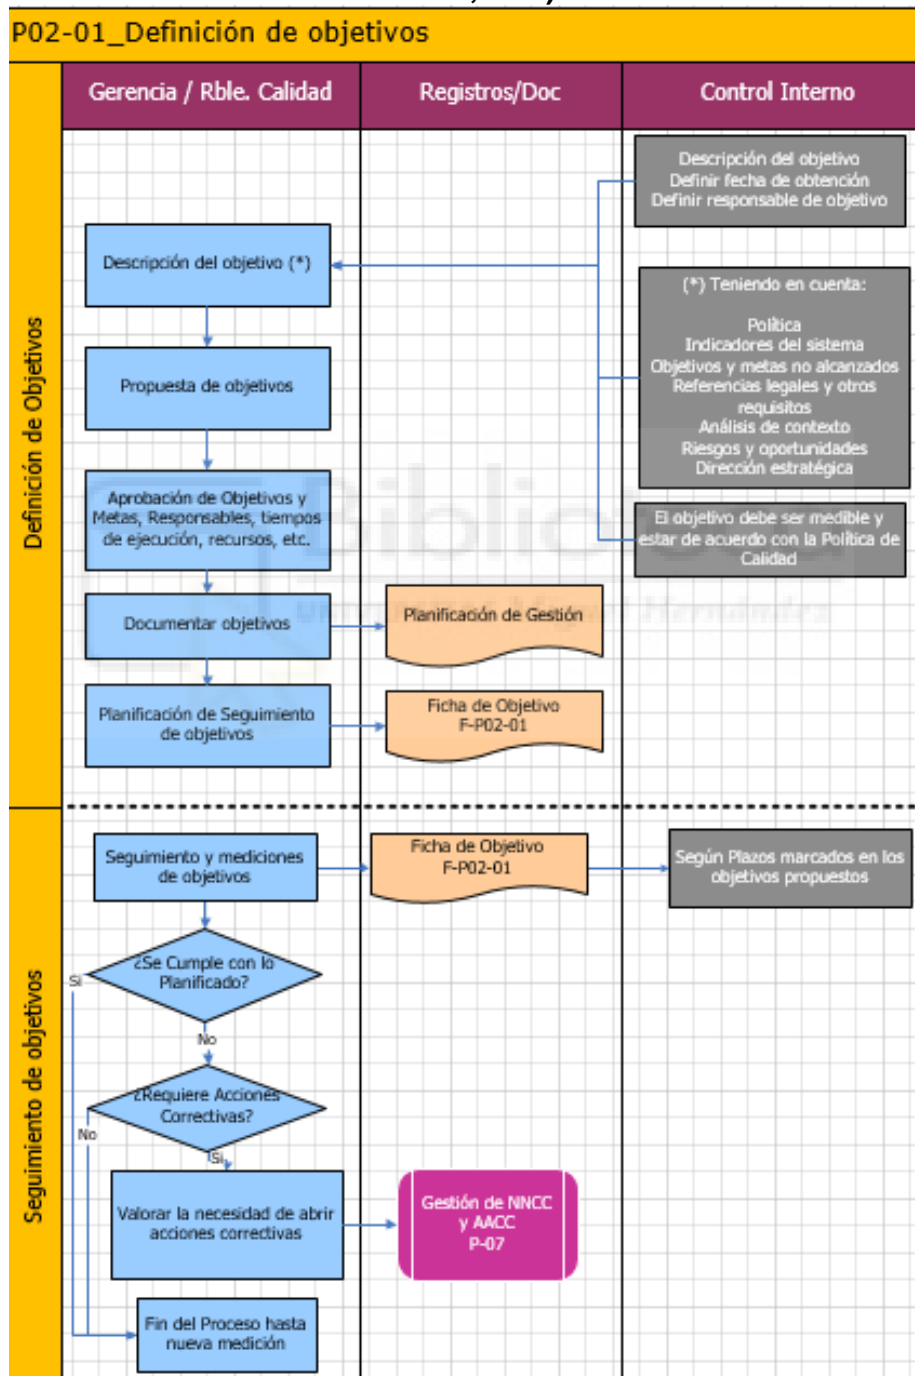 P02-01_Definición de objetivos
Gerencia / Rble. Calidad
Registros/Doc
Control Interno
Definición de Objetivos
Descripción del objetivo
Definir fecha de obtención
Definir responsable de objetivo
Descripción del objetivo (*)
(*) Teniendo en cuenta:
Política
Indicadores del sistema
Objetivos y metas no alcanzados
Referencias legales y otros
requisitos
Análisis de contexto
Riesgos y oportunidades
Dirección estratégica
Propuesta de objetivos
Aprobación de Objetivos y
Metas, Responsables, tiempos
de ejecución, recursos, etc.
El objetivo debe ser medible y
estar de acuerdo con la Política de
Calidad
Biblioteca
Miguel Hernández
Documentar objetivos
Planificación de Gestión
Planificación de Seguimiento
de objetivos
Ficha de Objetivo
F-P02-01
Seguimiento de objetivos
Seguimiento y mediciones
de objetivos
Ficha de Objetivo
F-P02-01
Según Plazos marcados en los
objetivos propuestos
¿Se Cumple con lo
Planificado?
Si
No
¿Requiere Acciones
Correctivas?
No
Si
Valorar la necesidad de abrir
acciones correctivas
Gestión de NNCC
y AACC
P-07
Fin del Proceso hasta
nueva medición